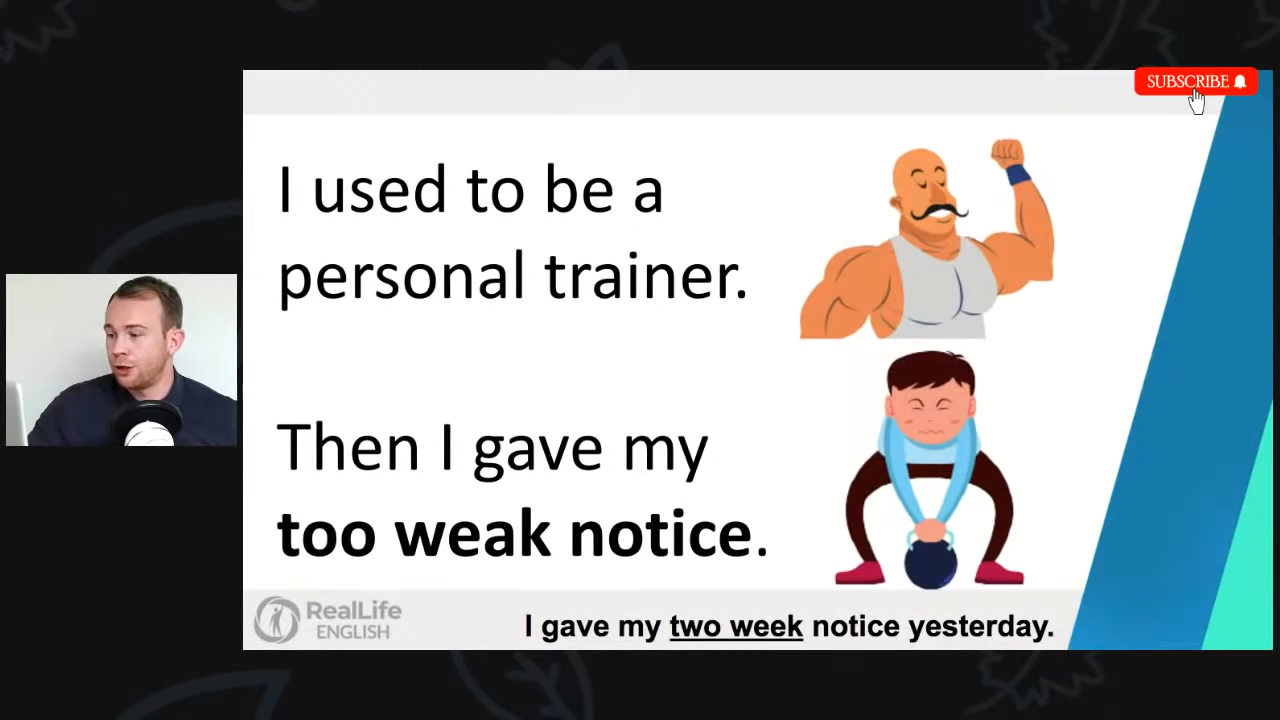 SUBSCRIBE
I used to be a
personal trainer.
Then I gave my
too weak notice.
RealLife
ENGLISH
I gave my two week notice yesterday.